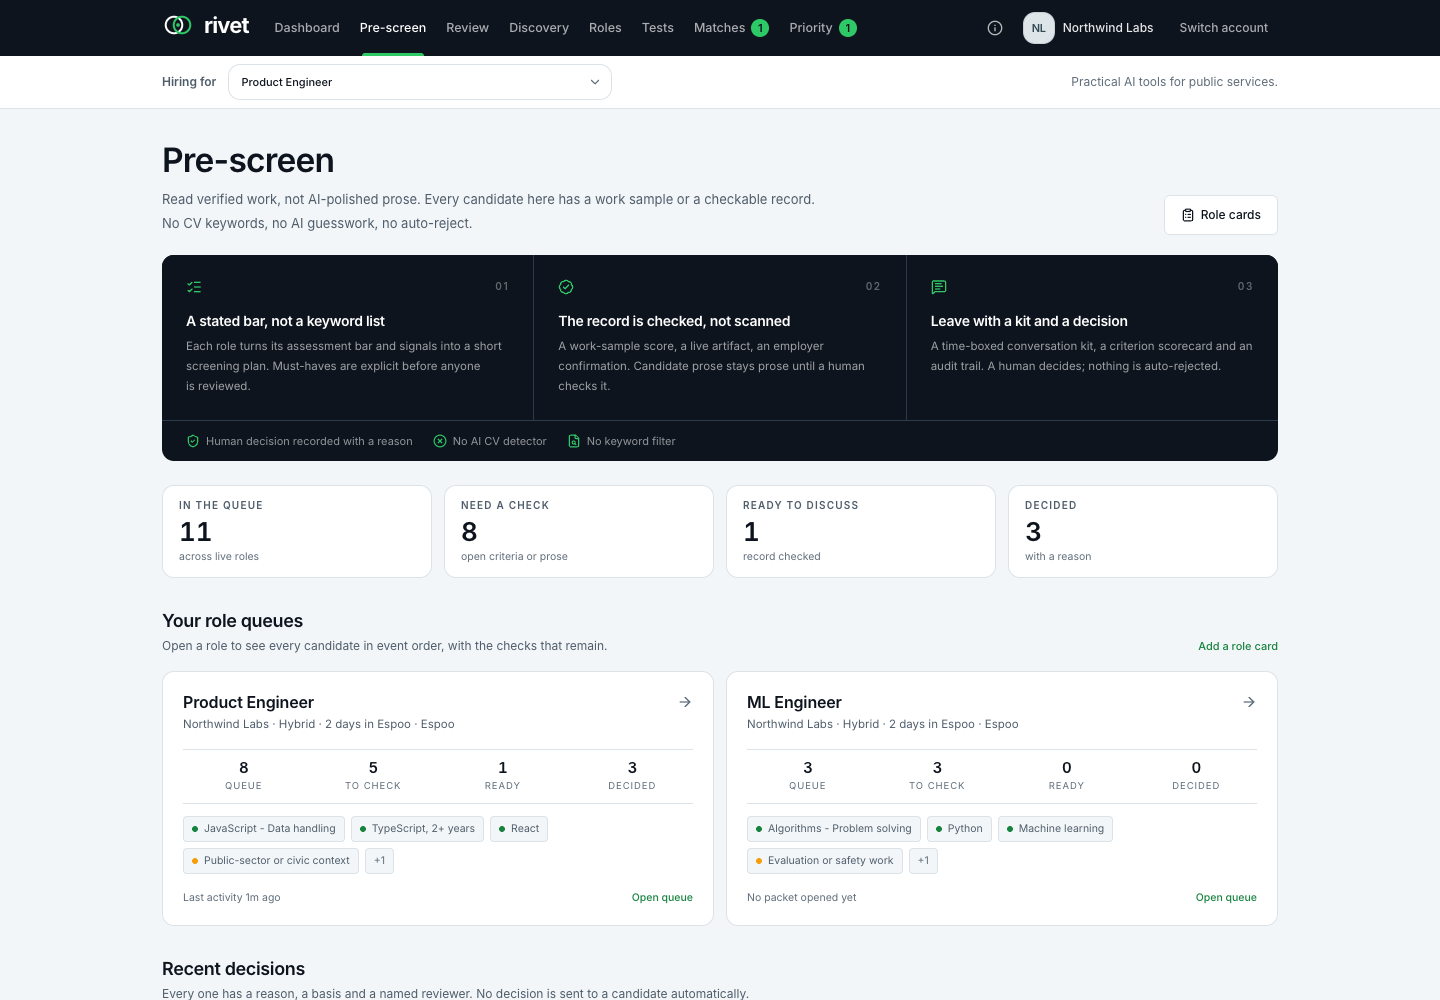 rivet
Dashboard
Pre-screen
Review
Discovery
Roles
Tests
Matches 1
Priority 1
NL
Northwind Labs
Switch account
Hiring for
Product Engineer
Practical AI tools for public services.
Pre-screen
Read verified work, not AI-polished prose. Every candidate here has a work sample or a checkable record.
No CV keywords, no AI guesswork, no auto-reject.
Role cards
01
A stated bar, not a keyword list
Each role turns its assessment bar and signals into a short
screening plan. Must-haves are explicit before anyone
is reviewed.
02
The record is checked, not scanned
A work-sample score, a live artifact, an employer
confirmation. Candidate prose stays prose until a human
checks it.
03
Leave with a kit and a decision
A time-boxed conversation kit, a criterion scorecard and an
audit trail. A human decides; nothing is auto-rejected.
Human decision recorded with a reason
No AI CV detector
No keyword filter
IN THE QUEUE
11
across live roles
NEED A CHECK
8
open criteria or prose
READY TO DISCUSS
1
record checked
DECIDED
3
with a reason
Your role queues
Open a role to see every candidate in event order, with the checks that remain.
Add a role card
Product Engineer
Northwind Labs · Hybrid · 2 days in Espoo · Espoo
8 5 1 3
QUEUE TO CHECK READY DECIDED
JavaScript - Data handling
TypeScript, 2+ years
React
Public-sector or civic context
+1
Last activity 1m ago
Open queue
ML Engineer
Northwind Labs · Hybrid · 2 days in Espoo · Espoo
3 3 0 0
QUEUE TO CHECK READY DECIDED
Algorithms - Problem solving
Python
Machine learning
Evaluation or safety work
+1
No packet opened yet
Open queue
Recent decisions
Every one has a reason, a basis and a named reviewer. No decision is sent to a candidate automatically.